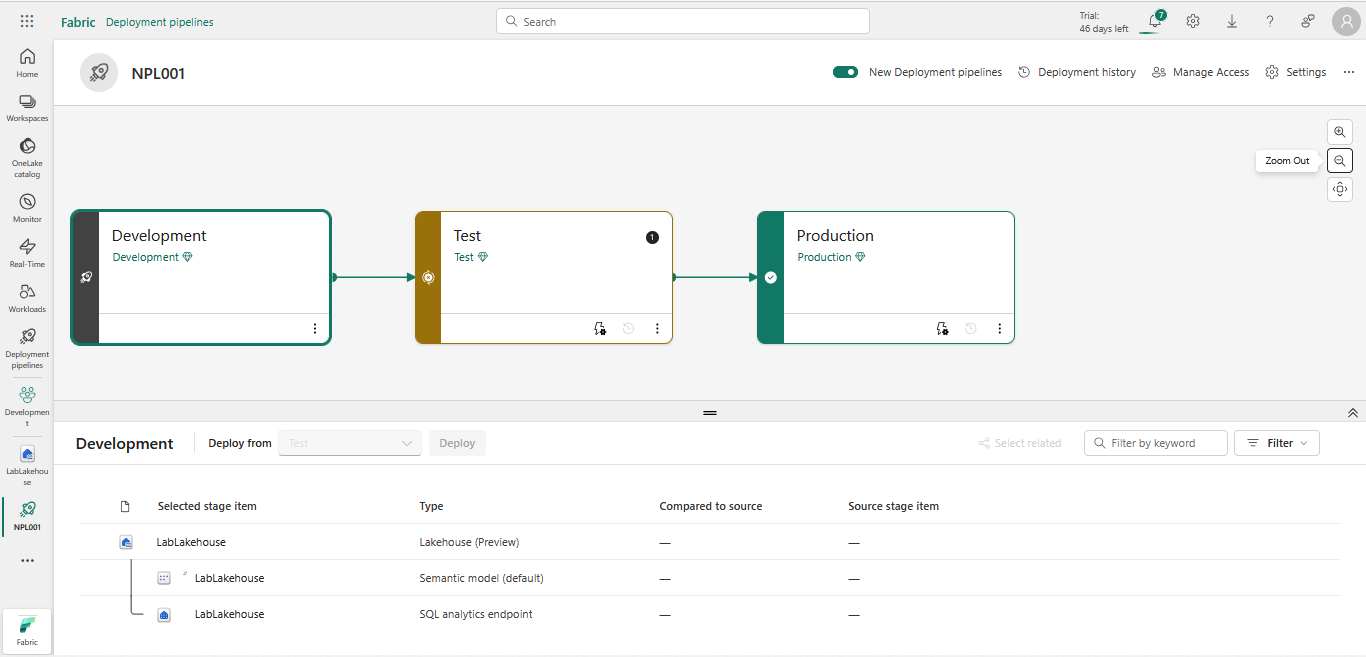 Fabric Deployment pipelines
Search
Trial:
46 days left
7
Home
Workspaces
OneLake
catalog
Monitor
Real-Time
Workloads
Deployment
pipelines
Developmen
t
LabLakehou
se
NPL001
Fabric
NPL001
New Deployment pipelines
Deployment history
Manage Access
Settings
Zoom Out
Development
Development
Test
1
Test
Production
Production
Development
Deploy from
Test
Deploy
Select related
Filter by keyword
Filter
Selected stage item Type Compared to source Source stage item
LabLakehouse Lakehouse (Preview) — —
LabLakehouse Semantic model (default) — —
LabLakehouse SQL analytics endpoint — —